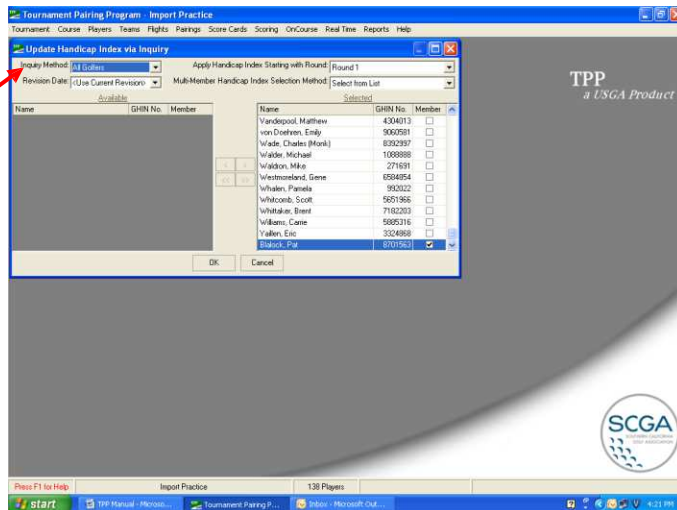 Tournament Pairing Program - Import Practice
Tournament Course Players Teams Flights Pairings Score Cards Scoring OnCourse Real Time Reports Help
Update Handicap Index via Inquiry
Inquiry Method: All Golfers Apply Handicap Index Starting with Round: Round 1
Revision Date: <Use Current Revision> Multi-Member Handicap Index Selection Method: Select from List
Available Selected
Name GHIN No. Member Name GHIN No. Member
Vanderpool, Matthew 4304013
von Doehren, Emily 9060581
Wade, Charles (Monk) 8392997
Walder, Michael 1088888
Waldron, Mike 271691
Westmoreland, Gene 6584854
Whalen, Pamela 992022
Whitcomb, Scott 5651966
Whittaker, Brent 7182203
Williams, Carrie 5885316
Yaillen, Eric 3324868
Blalock, Pat 8701563
< >
<< >>
OK Cancel
TPP
a USGA Product
SCGA
SOUTHERN CALIFORNIA
GOLF ASSOCIATION
Press F1 for Help Import Practice 138 Players
start TPP Manual - Microso... Tournament Pairing P... Inbox - Microsoft Out... 4:21 PM